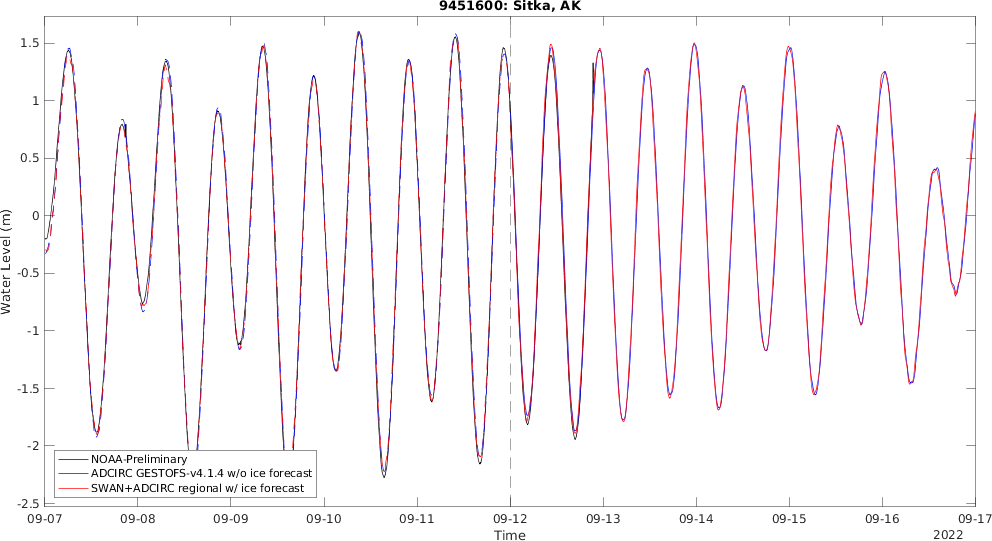 9451600: Sitka, AK
Water Level (m)
1.5
1
0.5
0
-0.5
-1
-1.5
-2
-2.5
NOAA-Preliminary
ADCIRC GESTOFS-v4.1.4 w/o ice forecast
SWAN+ADCIRC regional w/ ice forecast
09-07 09-08 09-09 09-10 09-11 09-12 09-13 09-14 09-15 09-16 09-17
Time
2022